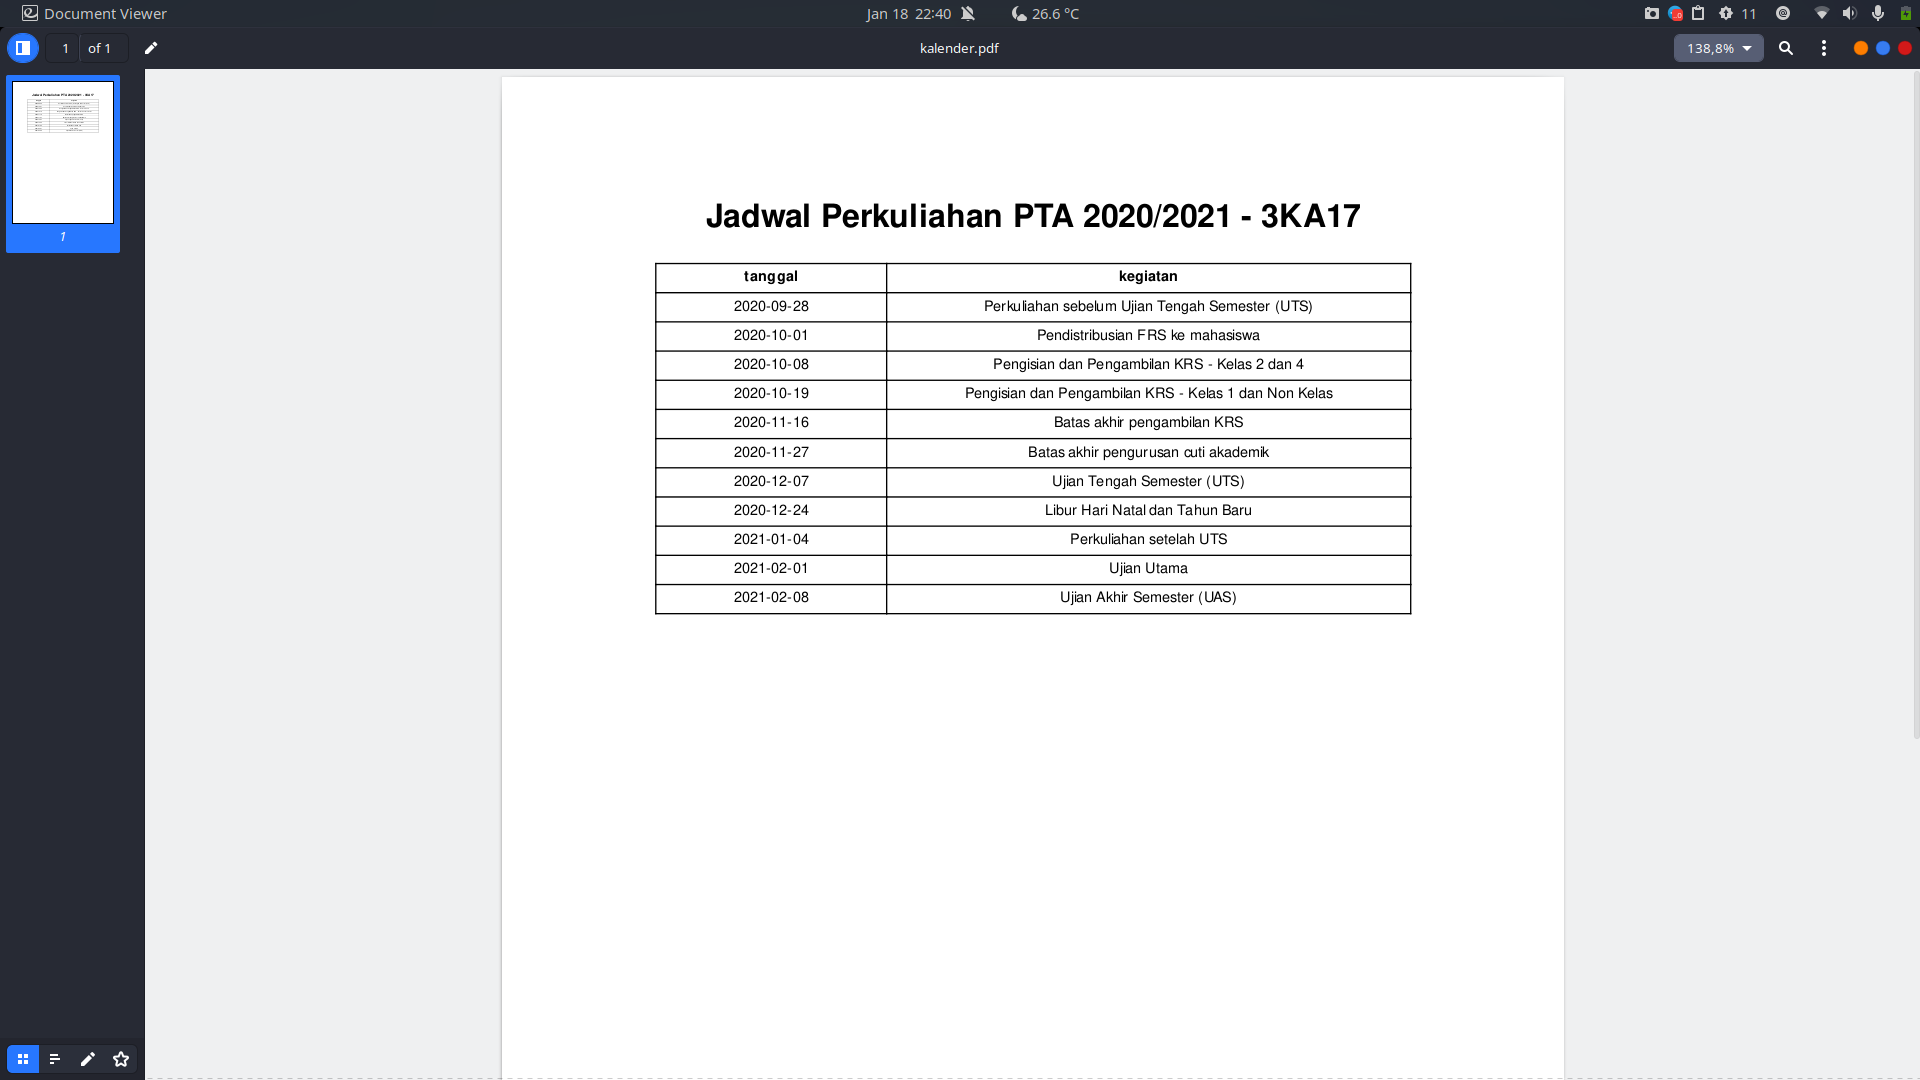 Document Viewer
Jan 18 22:40
26.6 °C
11
1 of 1
kalender.pdf
138,8%
1
Jadwal Perkuliahan PTA 2020/2021 - 3KA17
tanggal kegiatan
2020-09-28 Perkuliahan sebelum Ujian Tengah Semester (UTS)
2020-10-01 Pendistribusian FRS ke mahasiswa
2020-10-08 Pengisian dan Pengambilan KRS - Kelas 2 dan 4
2020-10-19 Pengisian dan Pengambilan KRS - Kelas 1 dan Non Kelas
2020-11-16 Batas akhir pengambilan KRS
2020-11-27 Batas akhir pengurusan cuti akademik
2020-12-07 Ujian Tengah Semester (UTS)
2020-12-24 Libur Hari Natal dan Tahun Baru
2021-01-04 Perkuliahan setelah UTS
2021-02-01 Ujian Utama
2021-02-08 Ujian Akhir Semester (UAS)